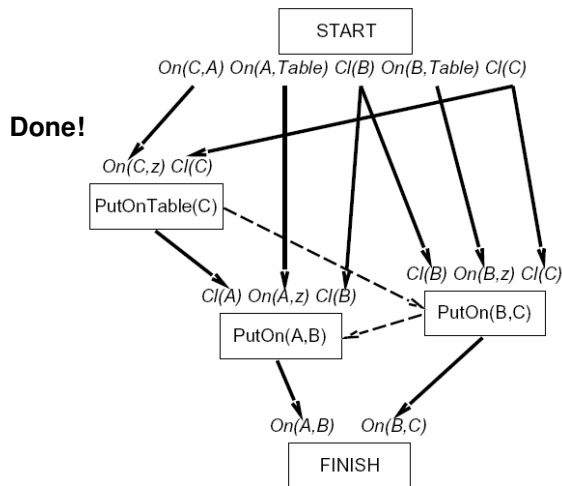 START
On(C,A) On(A,Table) Cl(B) On(B,Table) Cl(C)
Done!
On(C,z) Cl(C)
PutOnTable(C)
Cl(B) On(B,z) Cl(C)
Cl(A) On(A,z) Cl(B)
PutOn(B,C)
PutOn(A,B)
On(A,B) On(B,C)
FINISH